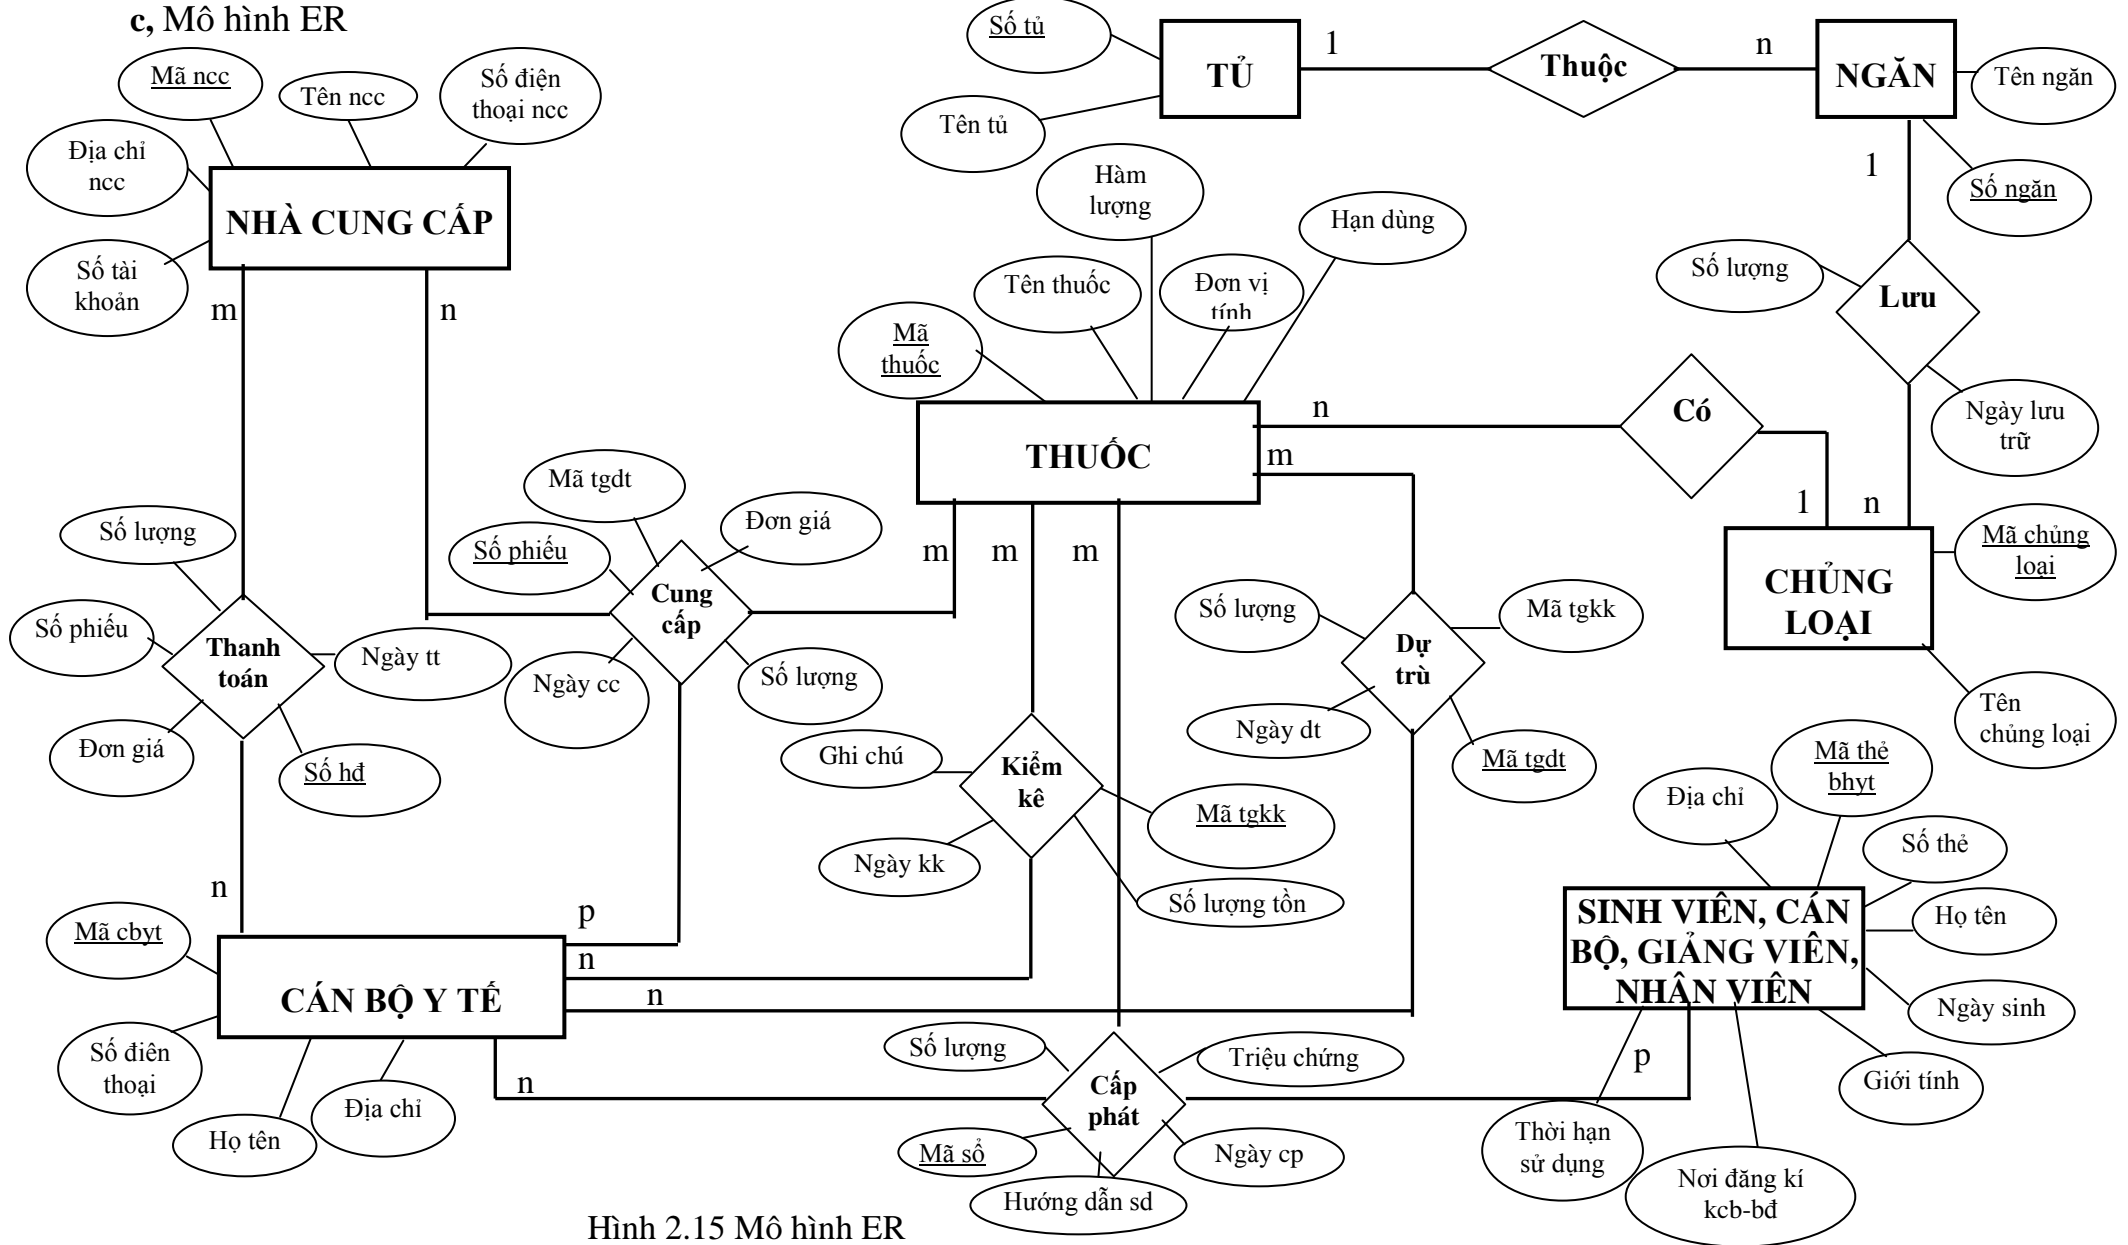 c, Mô hình ER
Mã ncc
Tên ncc
Số điện
thoại ncc
Địa chỉ
ncc
NHÀ CUNG CẤP
Số tài
khoản
m
n
Số tủ
Tên tủ
TỦ
1
Thuộc
n
NGĂN
Tên ngăn
Số ngăn
1
Số lượng
Lưu
Ngày lưu
trữ
n
Hàm
lượng
Hạn dùng
Tên thuốc
Đơn vị
tính
Mã
thuốc
THUỐC
n
Có
1
m
m
m
m
CHỦNG
LOẠI
Mã chủng
loại
Tên
chủng loại
Số lượng
Số phiếu
Thanh
toán
Ngày tt
Đơn giá
Số hđ
n
Mã tgdt
Đơn giá
Số phiếu
Cung
cấp
Ngày cc
Số lượng
p
Ghi chú
Kiểm
kê
Mã tgkk
Ngày kk
Số lượng tồn
n
Số lượng
Mã tgkk
Dự
trù
Ngày dt
Mã tgdt
n
Mã cbyt
CÁN BỘ Y TẾ
Số điên
thoại
Họ tên
Địa chỉ
n
Số lượng
Triệu chứng
Cấp
phát
Mã sổ
Ngày cp
Hướng dẫn sd
Địa chỉ
Mã thẻ
bhyt
Số thẻ
Họ tên
SINH VIÊN, CÁN
BỘ, GIẢNG VIÊN,
NHÂN VIÊN
Ngày sinh
Giới tính
p
Thời hạn
sử dụng
Nơi đăng kí
kcb-bđ
Hình 2.15 Mô hình ER